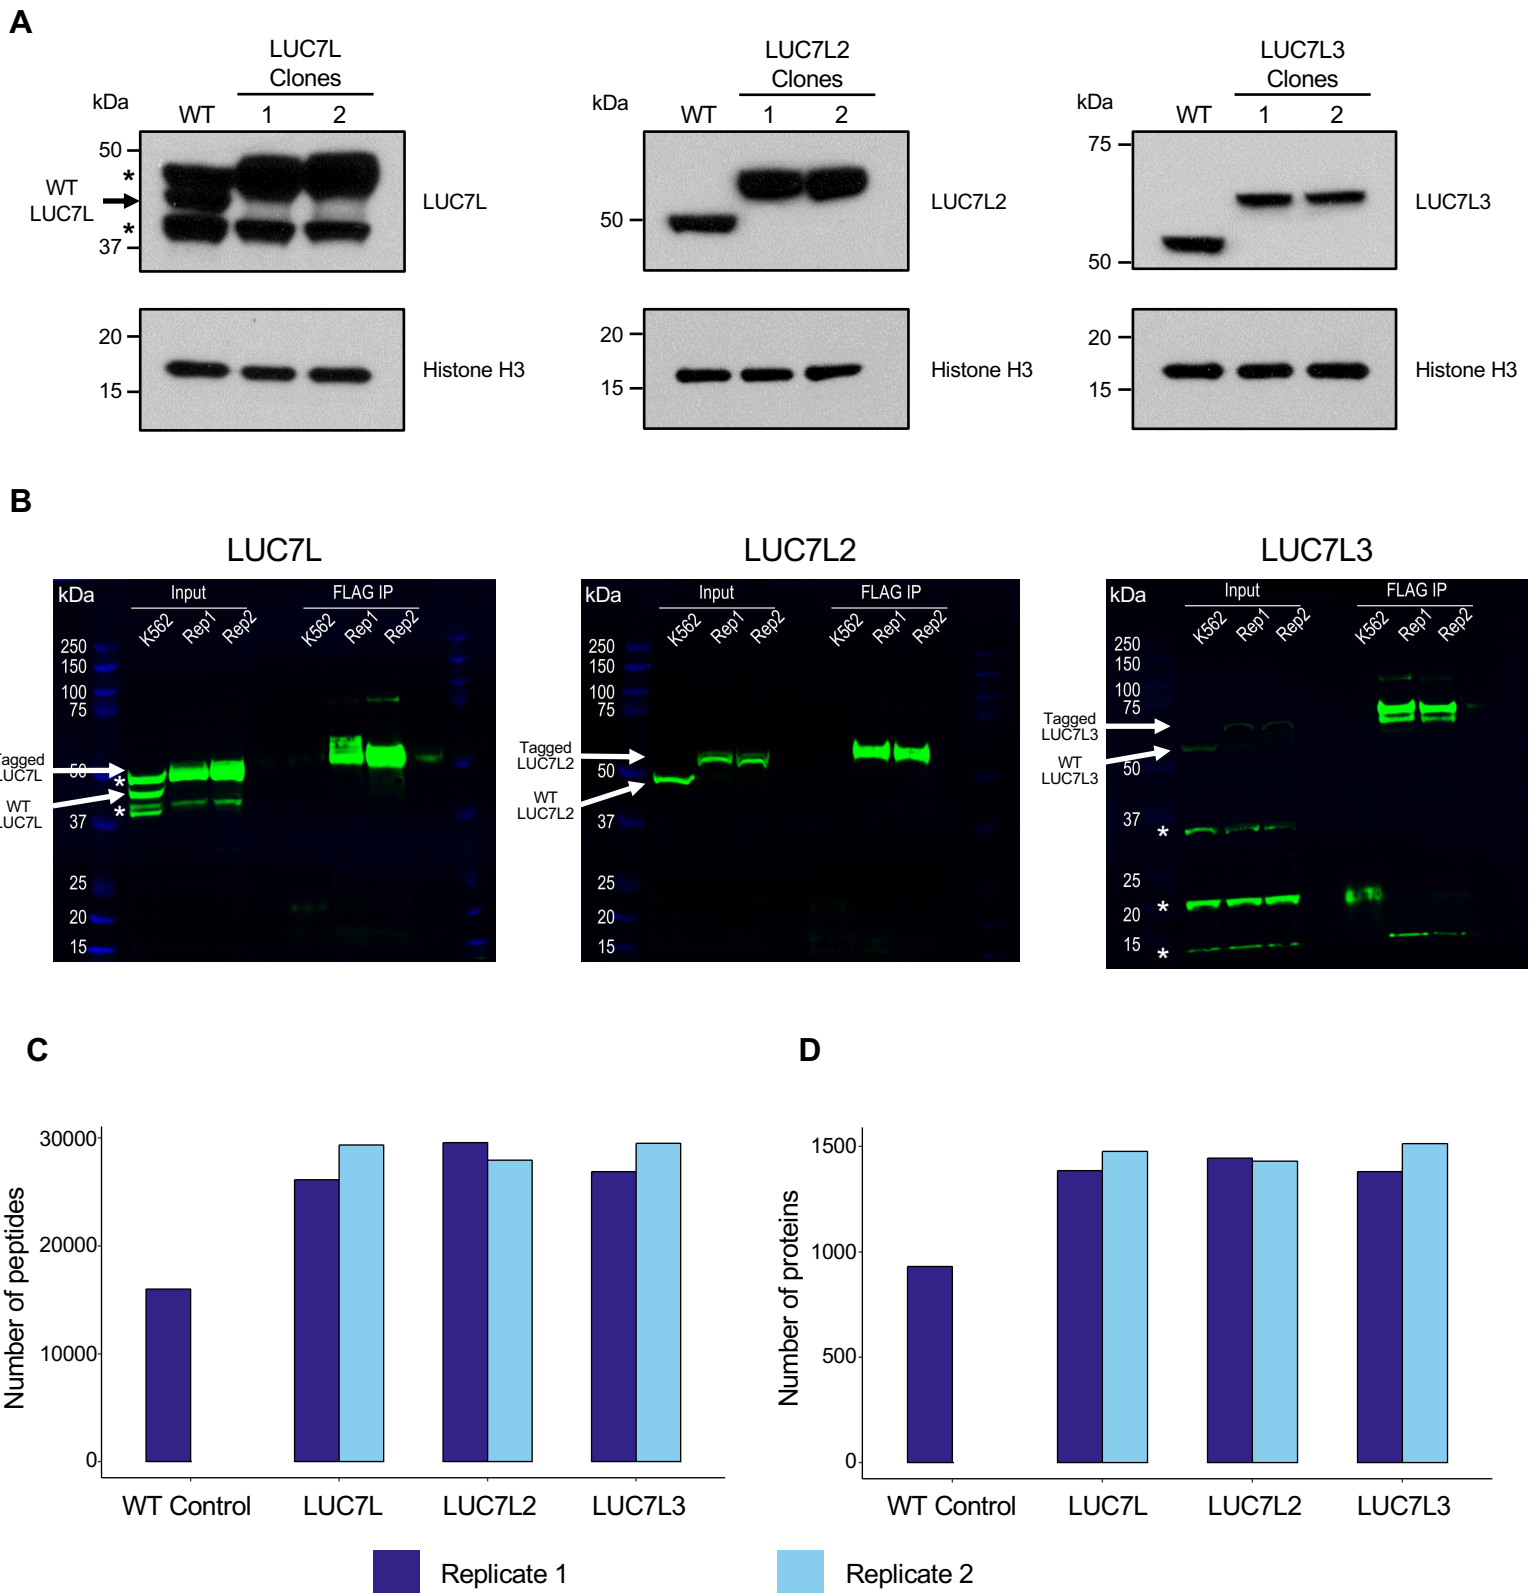 A
LUC7L
Clones
kDa
WT
1
2
50
*
WT
LUC7L
*
37
LUC7L
20
15
Histone H3
LUC7L2
Clones
kDa
WT
1
2
50
LUC7L2
20
15
Histone H3
LUC7L3
Clones
kDa
WT
1
2
75
50
LUC7L3
20
15
Histone H3
B
LUC7L
kDa
Input
FLAG IP
K562
Rep1
Rep2
K562
Rep1
Rep2
250
150
100
75
50
37
25
20
15
WT
*
*
LUC7L2
kDa
Input
FLAG IP
K562
Rep1
Rep2
K562
Rep1
Rep2
250
150
100
75
50
37
25
20
15
Tagged
LUC7L2
WT
LUC7L2
LUC7L3
kDa
Input
FLAG IP
K562
Rep1
Rep2
K562
Rep1
Rep2
250
150
100
75
50
37
25
20
15
Tagged
LUC7L3
WT
LUC7L3
*
*
*
C
Number of peptides
30000
20000
10000
0
WT Control
LUC7L
LUC7L2
LUC7L3
D
Number of proteins
1500
1000
500
0
WT Control
LUC7L
LUC7L2
LUC7L3
Replicate 1
Replicate 2